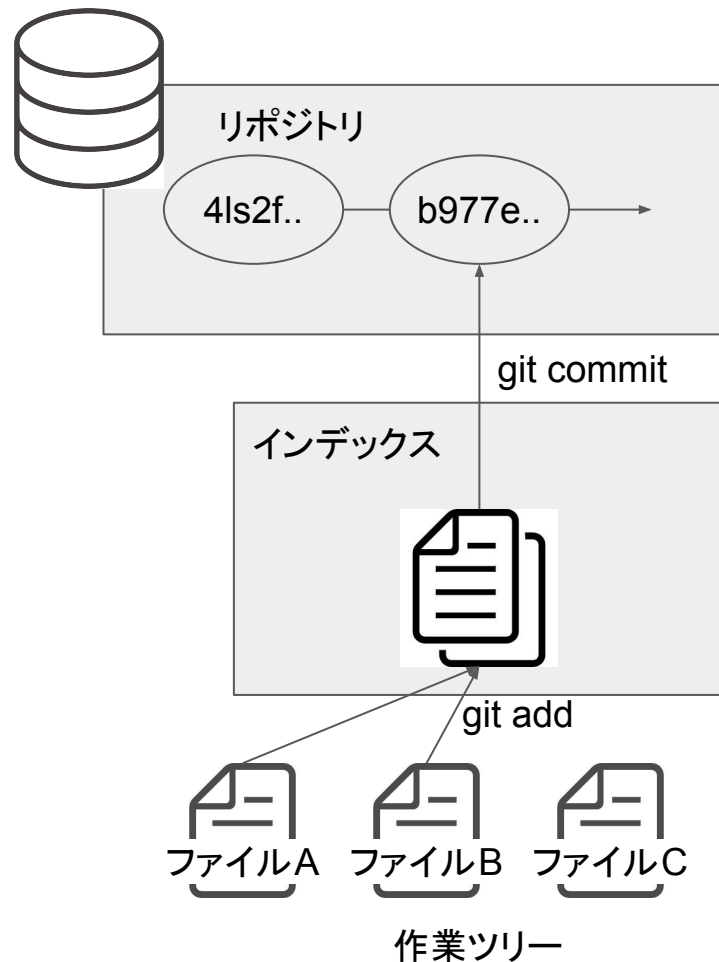 リポジトリ
4ls2f.. b977e..
git commit
インデックス
git add
ファイルA ファイルB ファイルC
作業ツリー